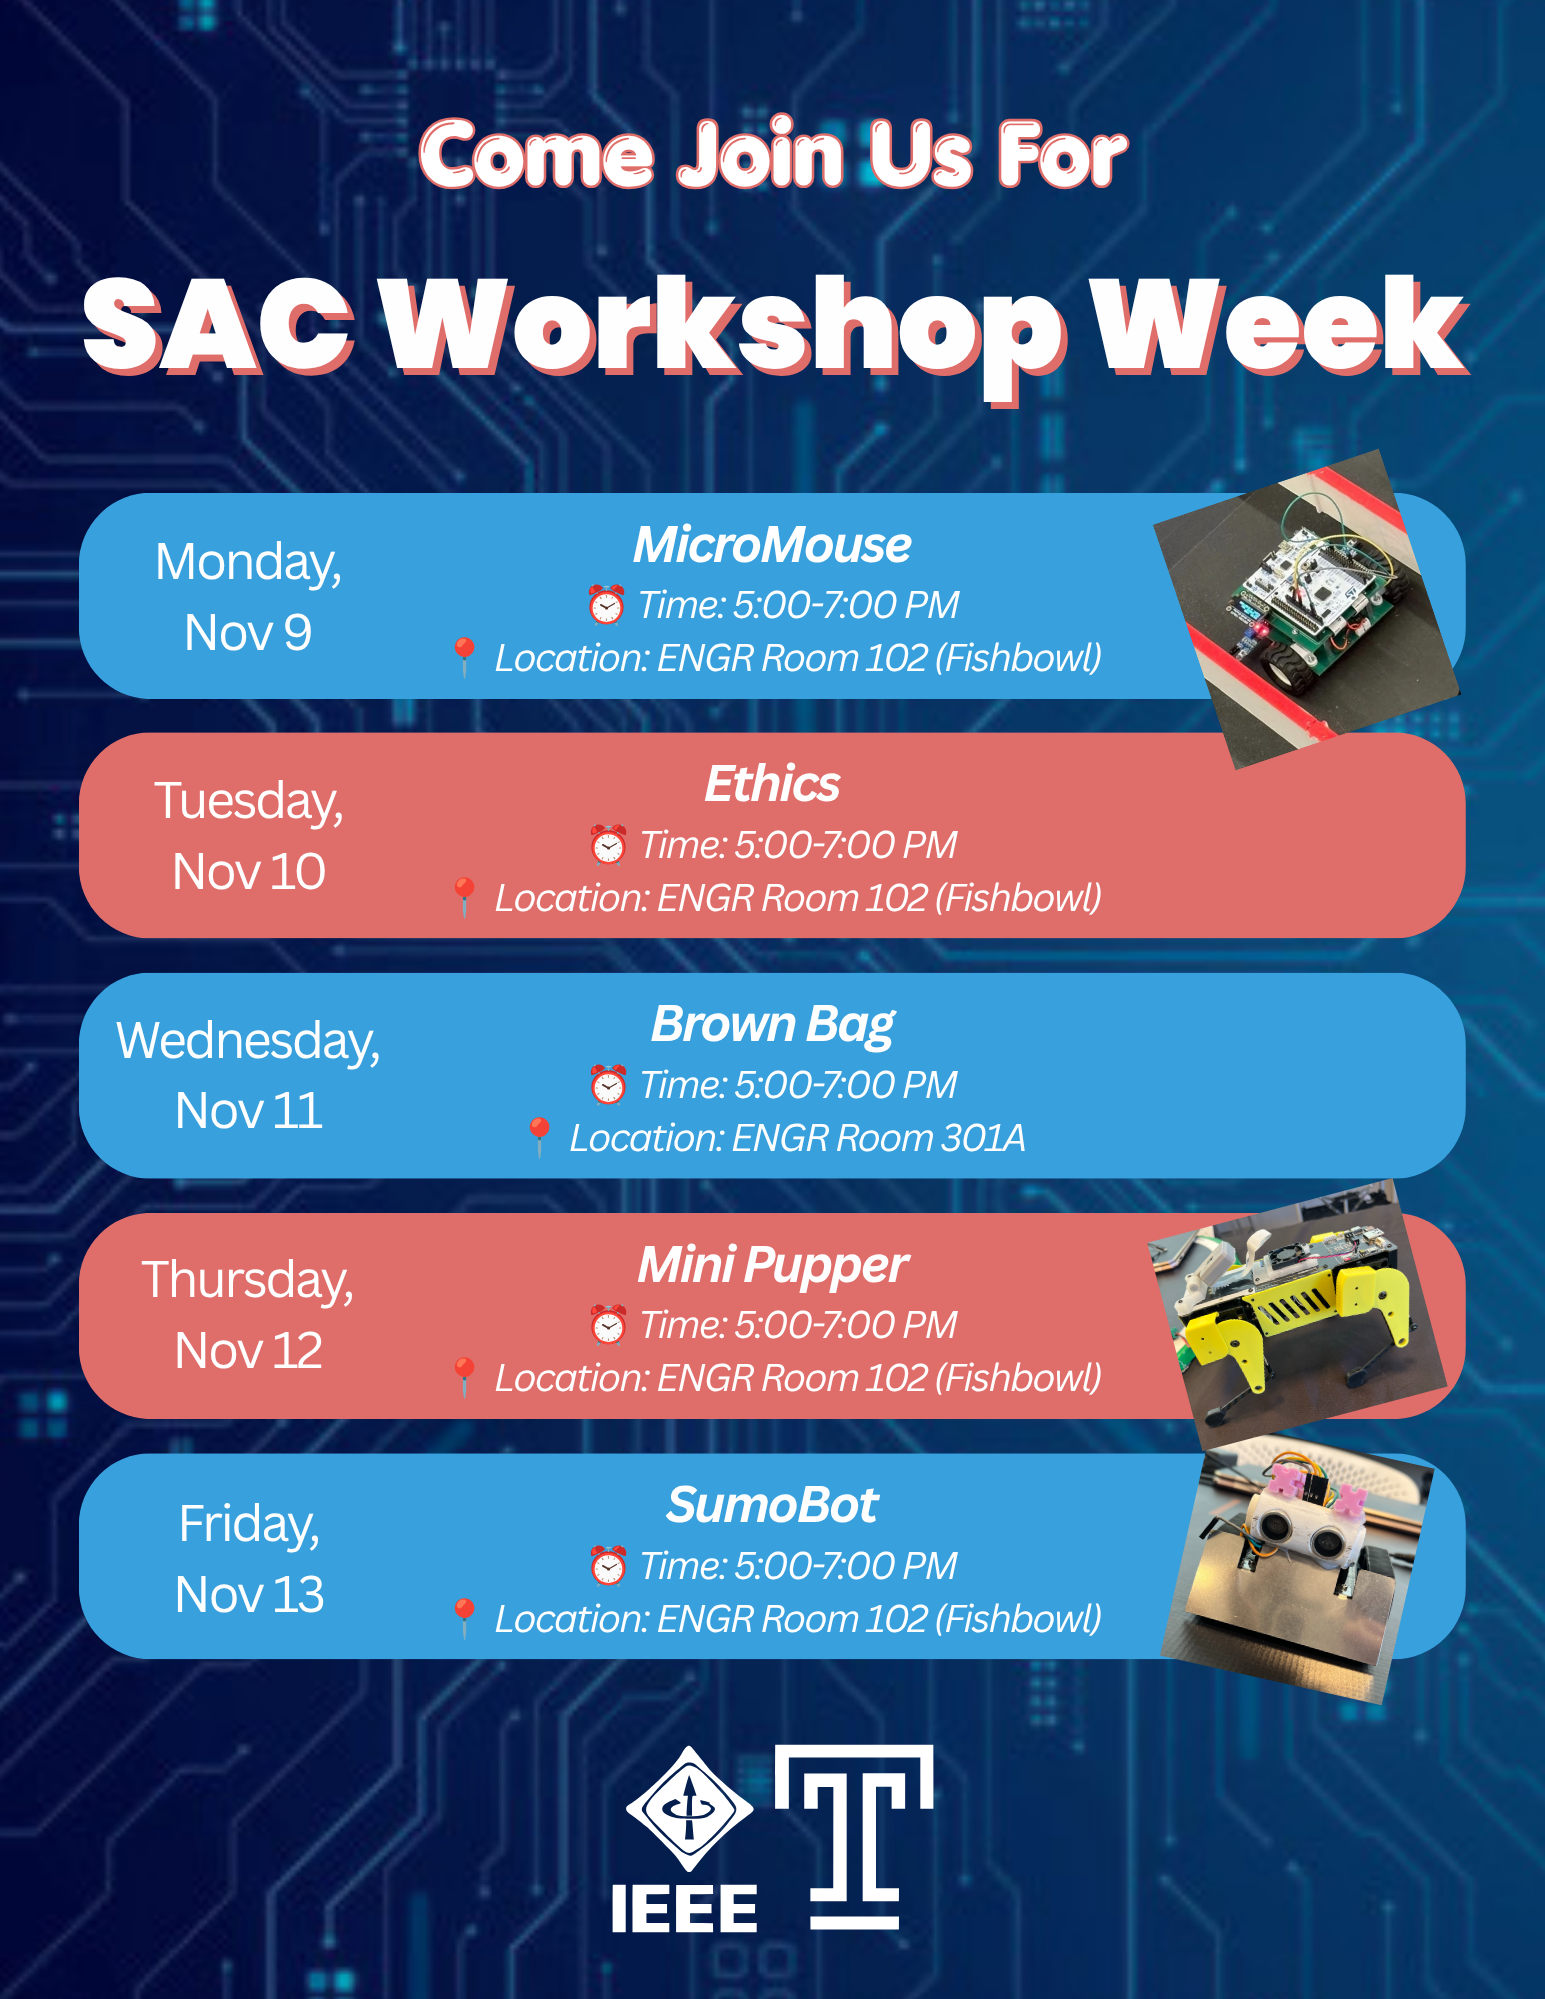 Come Join Us For
SAC Workshop Week
Monday,
Nov 9
MicroMouse
⏰ Time: 5:00-7:00 PM
📍 Location: ENGR Room 102 (Fishbowl)
Tuesday,
Nov 10
Ethics
⏰ Time: 5:00-7:00 PM
📍 Location: ENGR Room 102 (Fishbowl)
Wednesday,
Nov 11
Brown Bag
⏰ Time: 5:00-7:00 PM
📍 Location: ENGR Room 301A
Thursday,
Nov 12
Mini Pupper
⏰ Time: 5:00-7:00 PM
📍 Location: ENGR Room 102 (Fishbowl)
Friday,
Nov 13
SumoBot
⏰ Time: 5:00-7:00 PM
📍 Location: ENGR Room 102 (Fishbowl)
IEEE
T